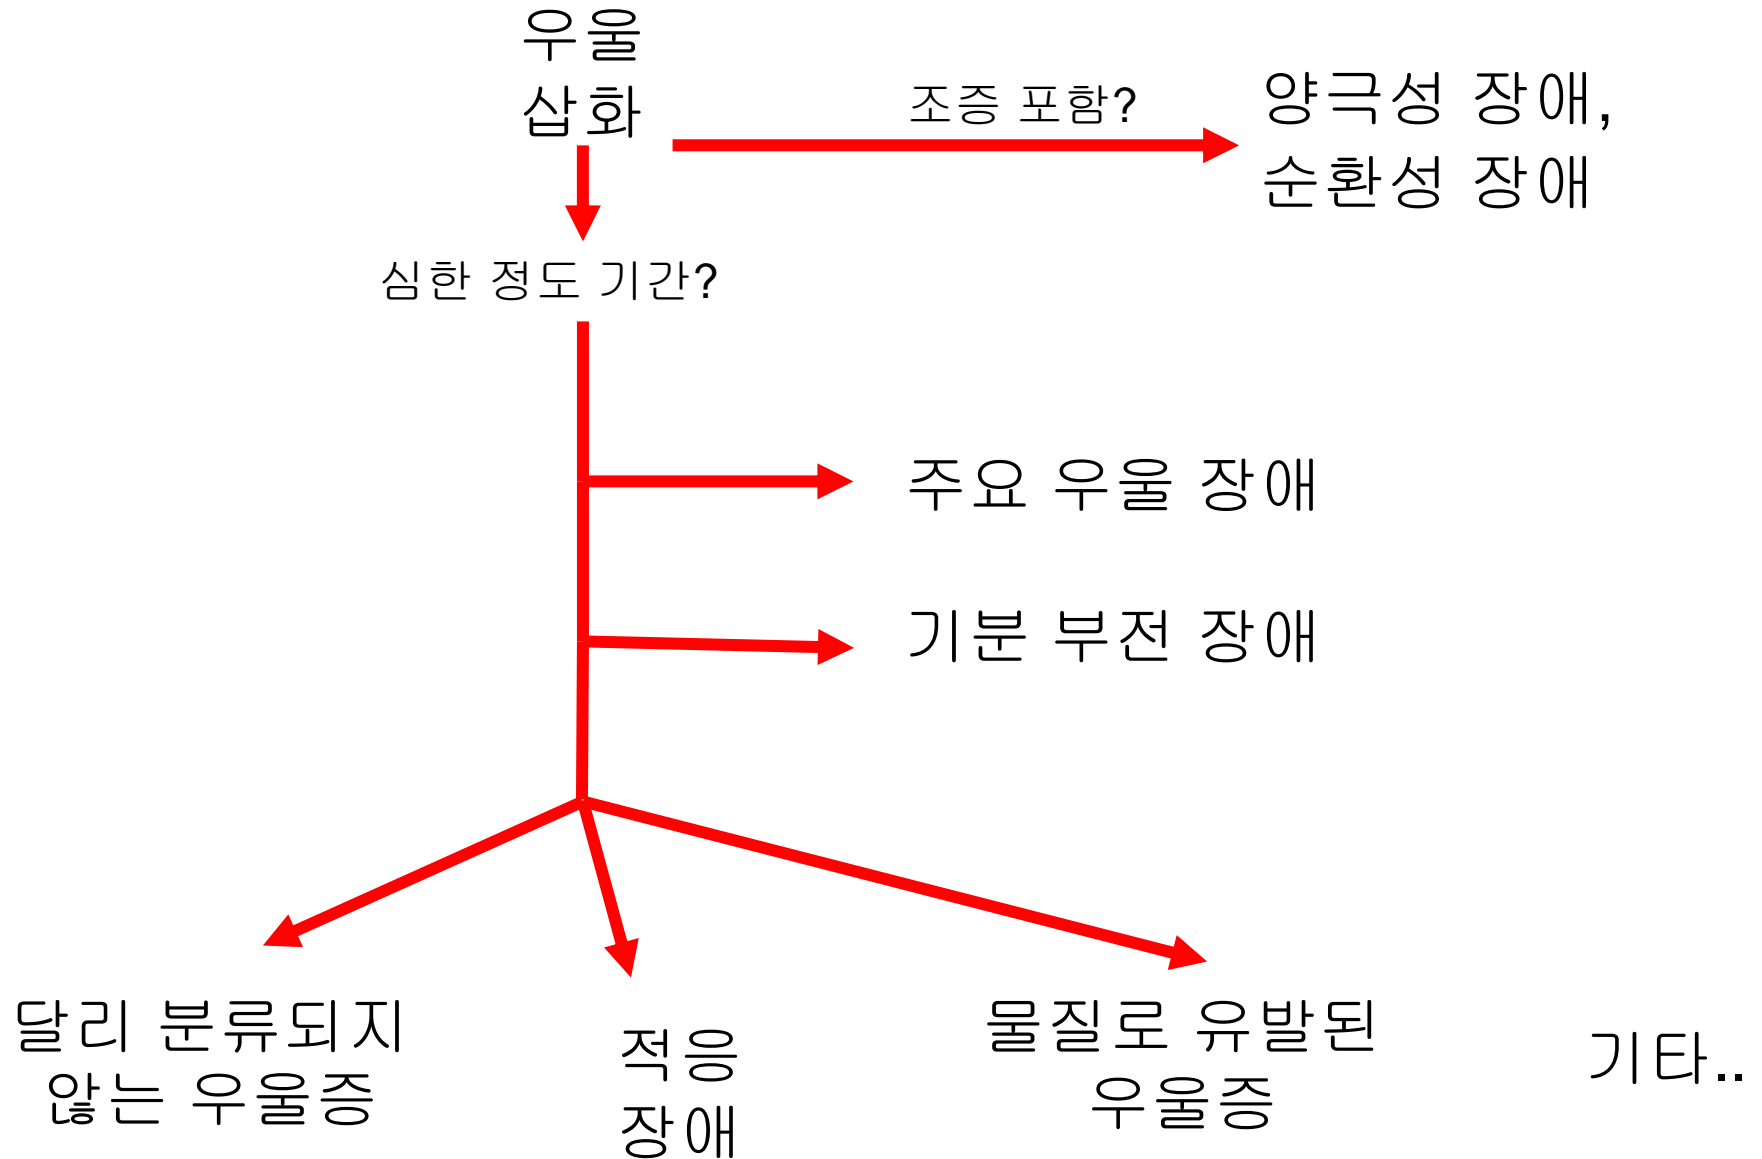 우울
삽화
조증 포함?
양극성 장애,
순환성 장애
심한 정도 기간?
주요 우울 장애
기분 부전 장애
달리 분류되지
않는 우울증
적응
장애
물질로 유발된
우울증
기타..